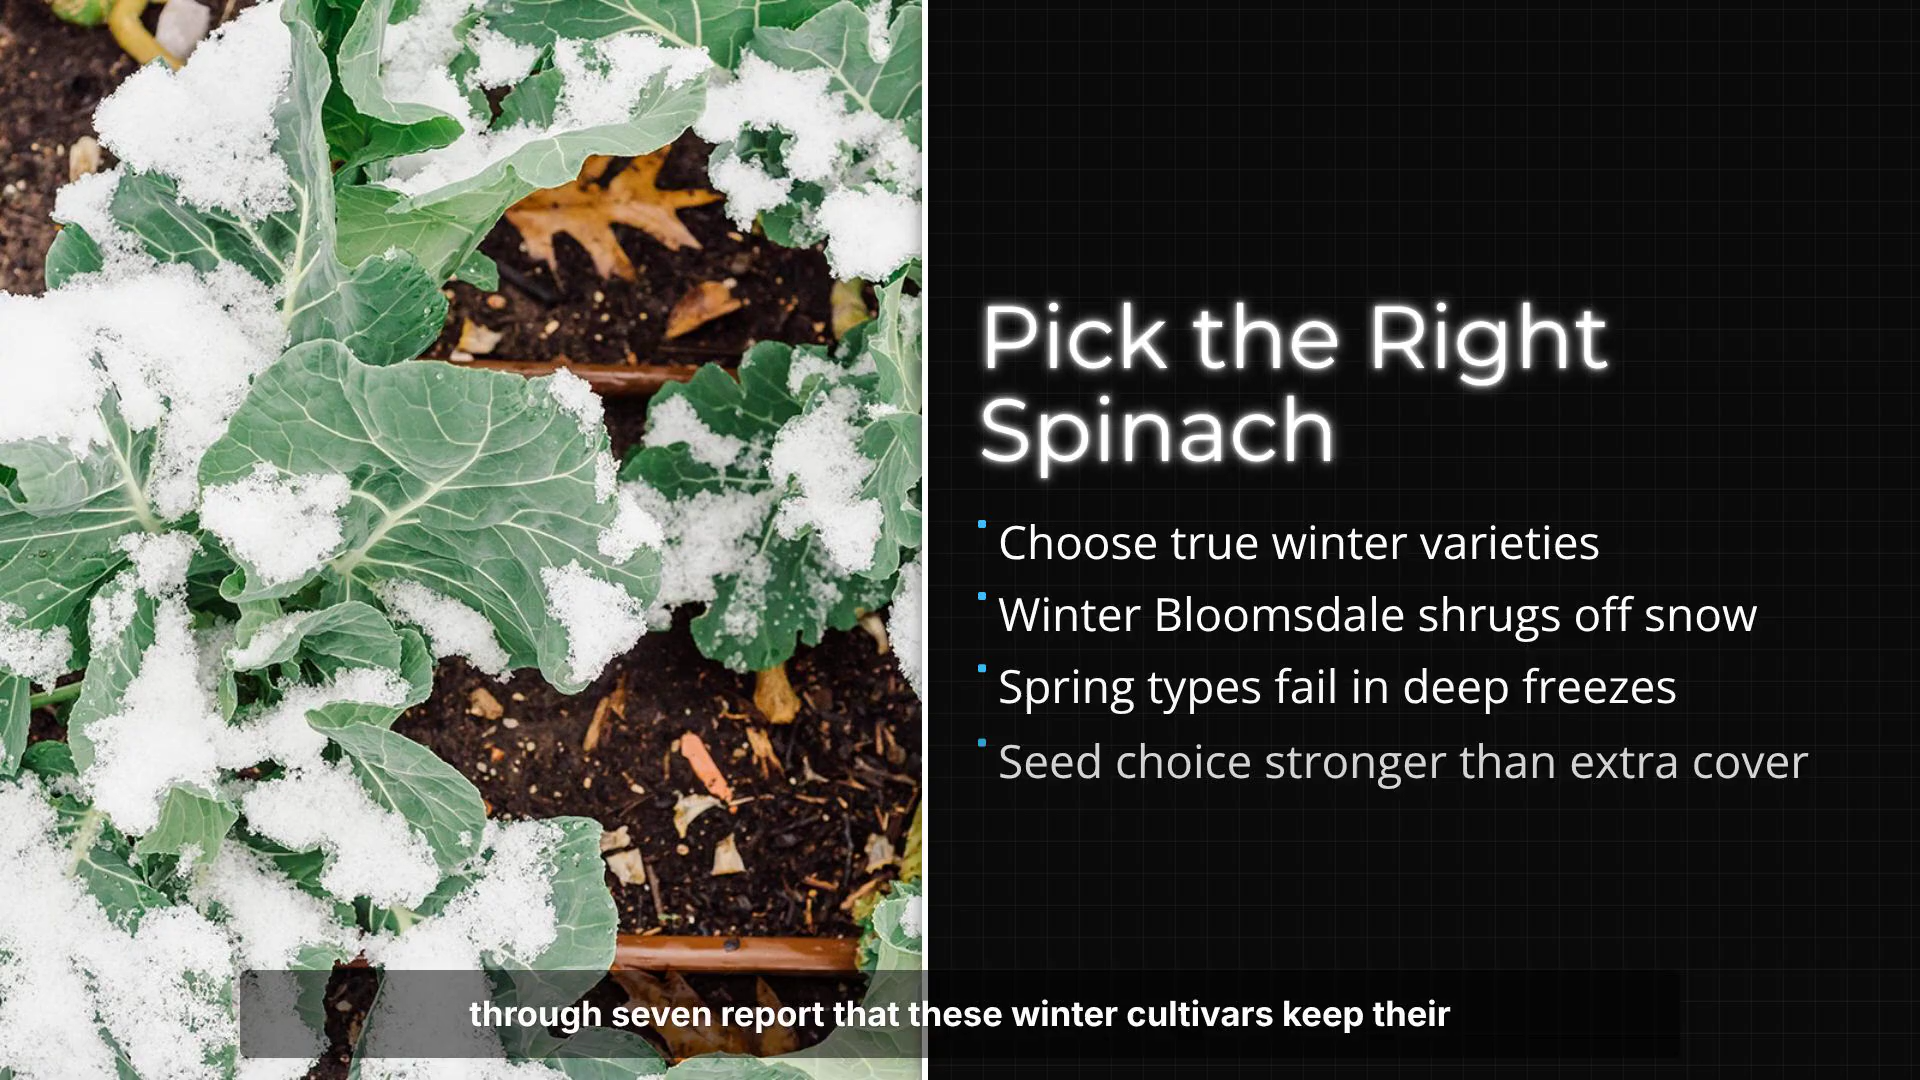 Pick the Right
Spinach
Choose true winter varieties
Winter Bloomsdale shrugs off snow
Spring types fail in deep freezes
Seed choice stronger than extra cover
through seven report that these winter cultivars keep their